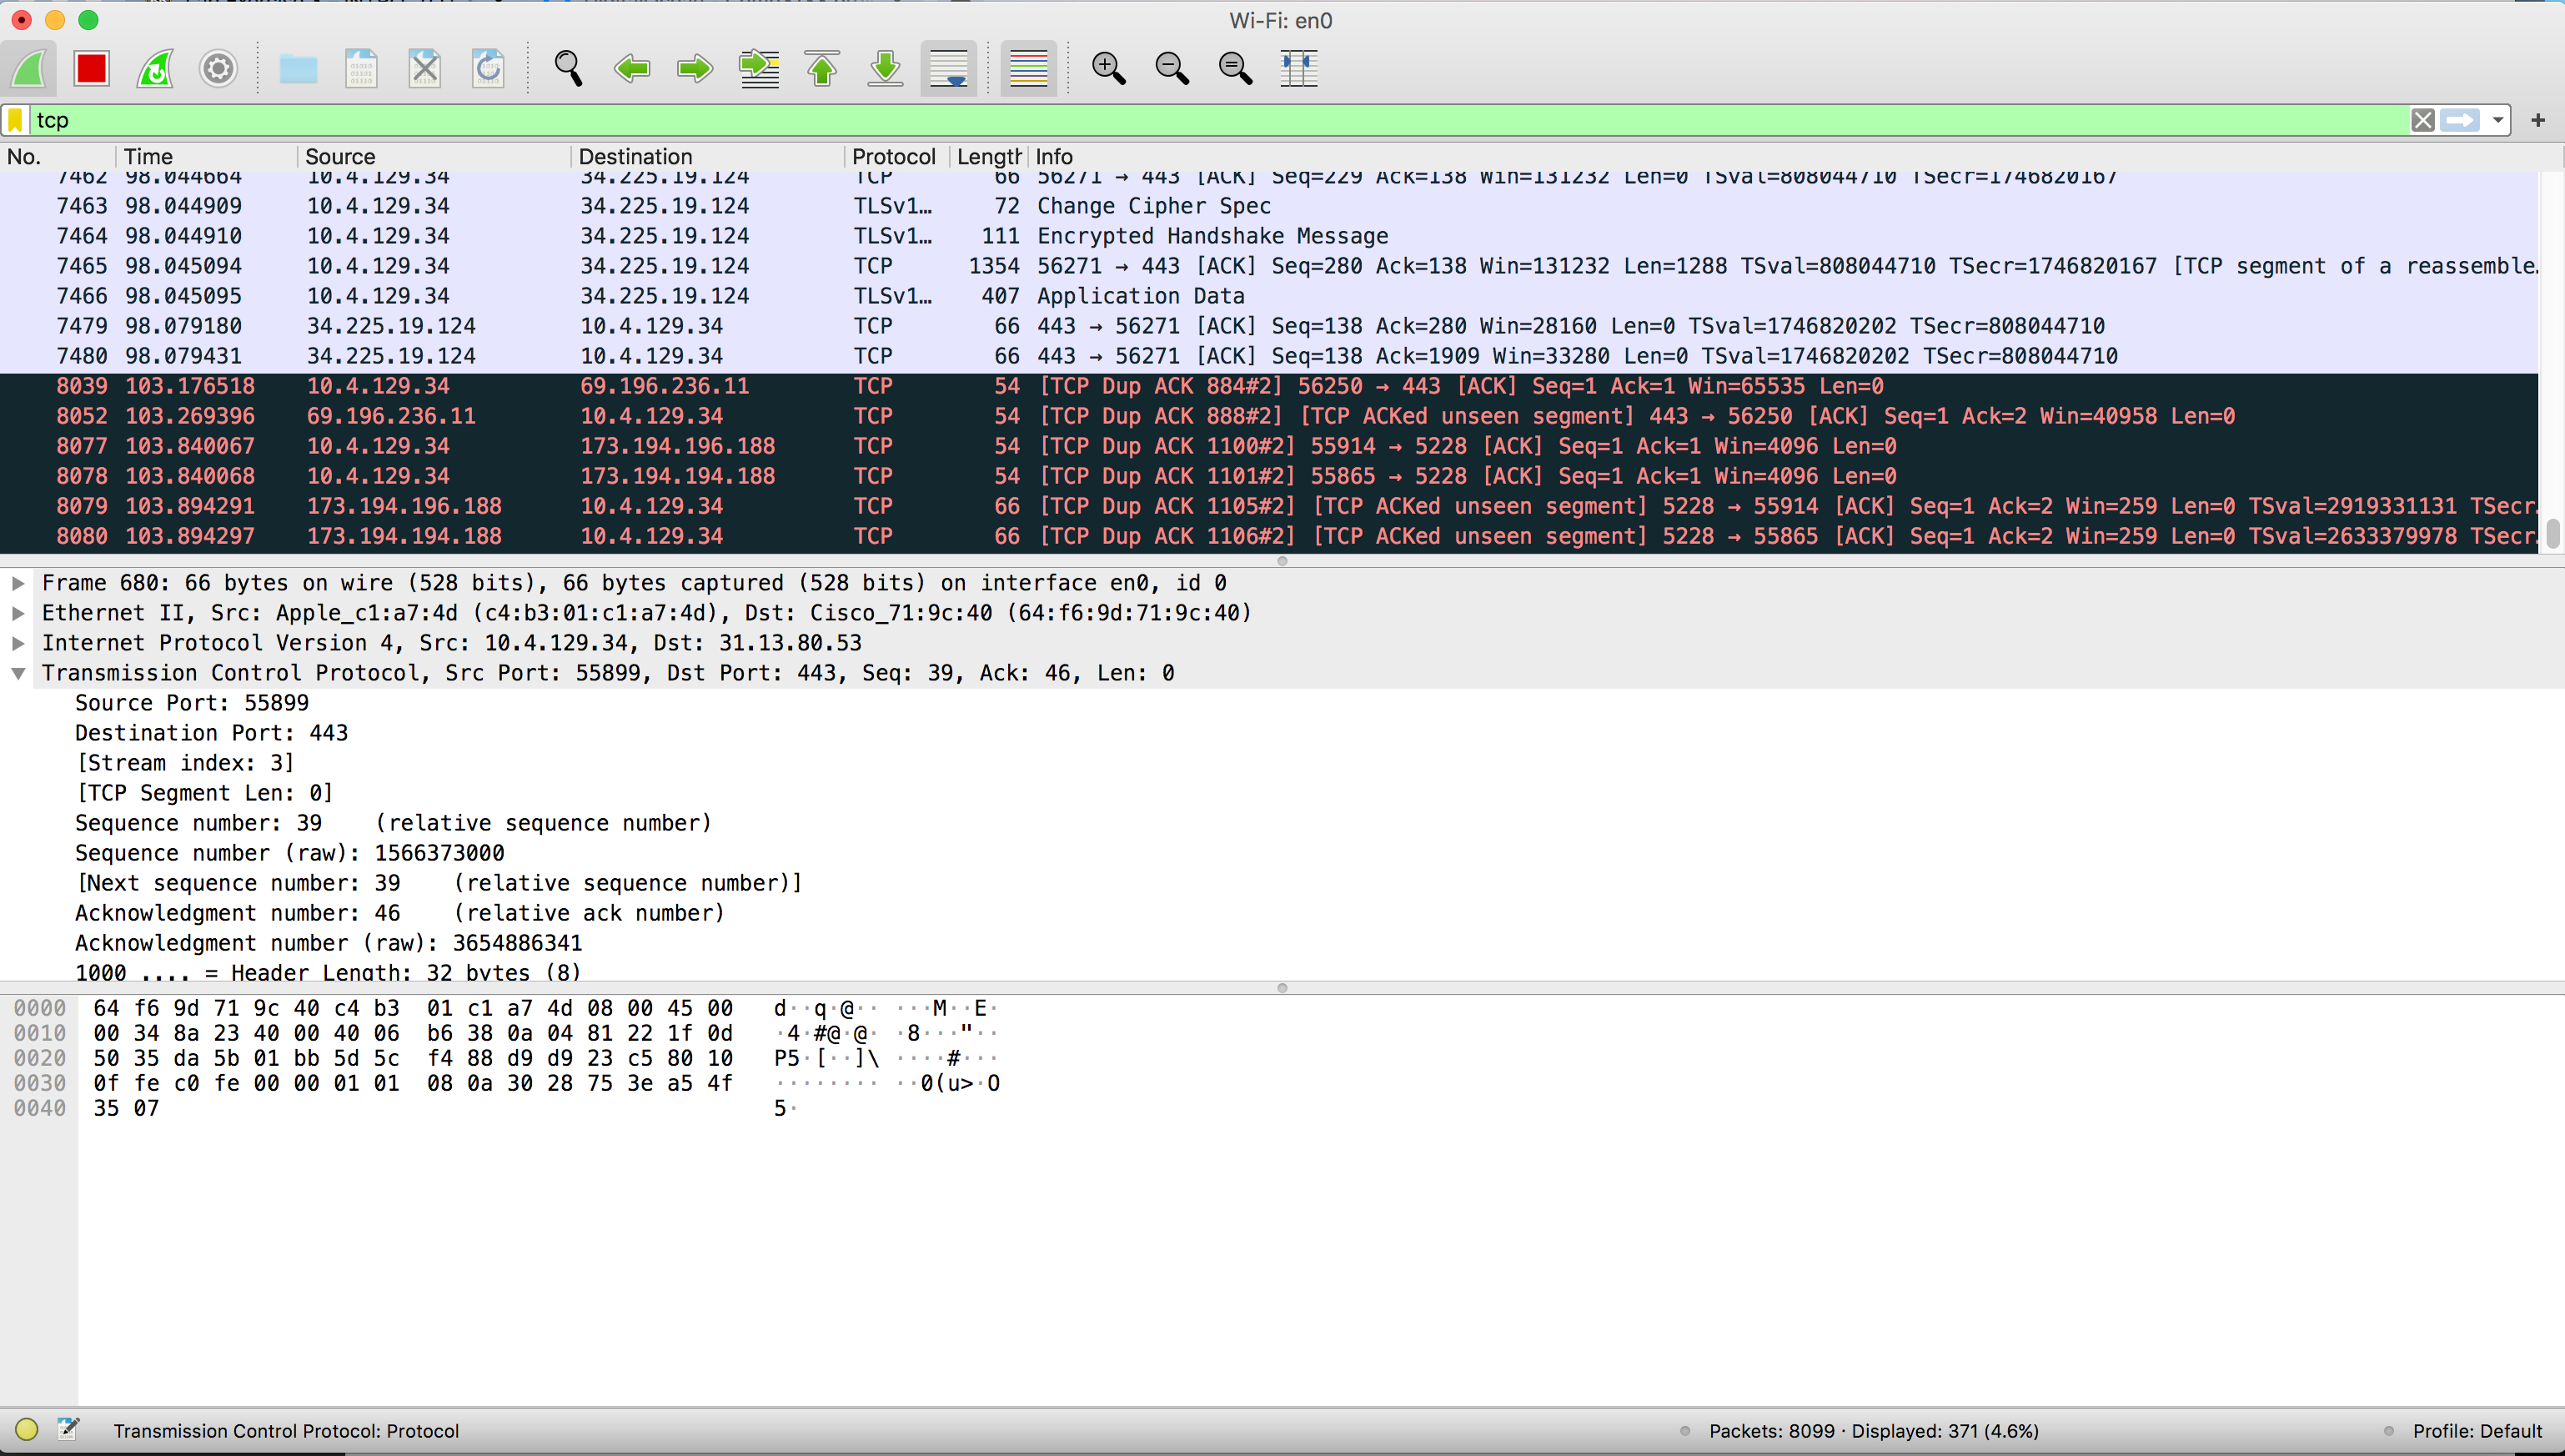 Wi-Fi: en0
tcp
No. Time Source Destination Protocol Length Info
7462 98.044664 10.4.129.34 34.225.19.124 TCP 66 56271 → 443 [ACK] Seq=229 Ack=138 Win=131232 Len=0 TSval=808044710 TSecr=1746820167
7463 98.044909 10.4.129.34 34.225.19.124 TLSv1… 72 Change Cipher Spec
7464 98.044910 10.4.129.34 34.225.19.124 TLSv1… 111 Encrypted Handshake Message
7465 98.045094 10.4.129.34 34.225.19.124 TCP 1354 56271 → 443 [ACK] Seq=280 Ack=138 Win=131232 Len=1288 TSval=808044710 TSecr=1746820167 [TCP segment of a reassemble…
7466 98.045095 10.4.129.34 34.225.19.124 TLSv1… 407 Application Data
7479 98.079180 34.225.19.124 10.4.129.34 TCP 66 443 → 56271 [ACK] Seq=138 Ack=280 Win=28160 Len=0 TSval=1746820202 TSecr=808044710
7480 98.079431 34.225.19.124 10.4.129.34 TCP 66 443 → 56271 [ACK] Seq=138 Ack=1909 Win=33280 Len=0 TSval=1746820202 TSecr=808044710
8039 103.176518 10.4.129.34 69.196.236.11 TCP 54 [TCP Dup ACK 884#2] 56250 → 443 [ACK] Seq=1 Ack=1 Win=65535 Len=0
8052 103.269396 69.196.236.11 10.4.129.34 TCP 54 [TCP Dup ACK 888#2] [TCP ACKed unseen segment] 443 → 56250 [ACK] Seq=1 Ack=2 Win=40958 Len=0
8077 103.840067 10.4.129.34 173.194.196.188 TCP 54 [TCP Dup ACK 1100#2] 55914 → 5228 [ACK] Seq=1 Ack=1 Win=4096 Len=0
8078 103.840068 10.4.129.34 173.194.194.188 TCP 54 [TCP Dup ACK 1101#2] 55865 → 5228 [ACK] Seq=1 Ack=1 Win=4096 Len=0
8079 103.894291 173.194.196.188 10.4.129.34 TCP 66 [TCP Dup ACK 1105#2] [TCP ACKed unseen segment] 5228 → 55914 [ACK] Seq=1 Ack=2 Win=259 Len=0 TSval=2919331131 TSecr…
8080 103.894297 173.194.194.188 10.4.129.34 TCP 66 [TCP Dup ACK 1106#2] [TCP ACKed unseen segment] 5228 → 55865 [ACK] Seq=1 Ack=2 Win=259 Len=0 TSval=2633379978 TSecr…
Frame 680: 66 bytes on wire (528 bits), 66 bytes captured (528 bits) on interface en0, id 0
Ethernet II, Src: Apple_c1:a7:4d (c4:b3:01:c1:a7:4d), Dst: Cisco_71:9c:40 (64:f6:9d:71:9c:40)
Internet Protocol Version 4, Src: 10.4.129.34, Dst: 31.13.80.53
Transmission Control Protocol, Src Port: 55899, Dst Port: 443, Seq: 39, Ack: 46, Len: 0
Source Port: 55899
Destination Port: 443
[Stream index: 3]
[TCP Segment Len: 0]
Sequence number: 39 (relative sequence number)
Sequence number (raw): 1566373000
[Next sequence number: 39 (relative sequence number)]
Acknowledgment number: 46 (relative ack number)
Acknowledgment number (raw): 3654886341
1000 .... = Header Length: 32 bytes (8)
0000 64 f6 9d 71 9c 40 c4 b3 01 c1 a7 4d 08 00 45 00 d··q·@·· ···M··E·
0010 00 34 8a 23 40 00 40 06 b6 38 0a 04 81 22 1f 0d ·4·#@·@· ·8···"··
0020 50 35 da 5b 01 bb 5d 5c f4 88 d9 d9 23 c5 80 10 P5·[··]\ ····#···
0030 0f fe c0 fe 00 00 01 01 08 0a 30 28 75 3e a5 4f ········ ··0(u>·O
0040 35 07 5·
Transmission Control Protocol: Protocol
Packets: 8099 · Displayed: 371 (4.6%)
Profile: Default